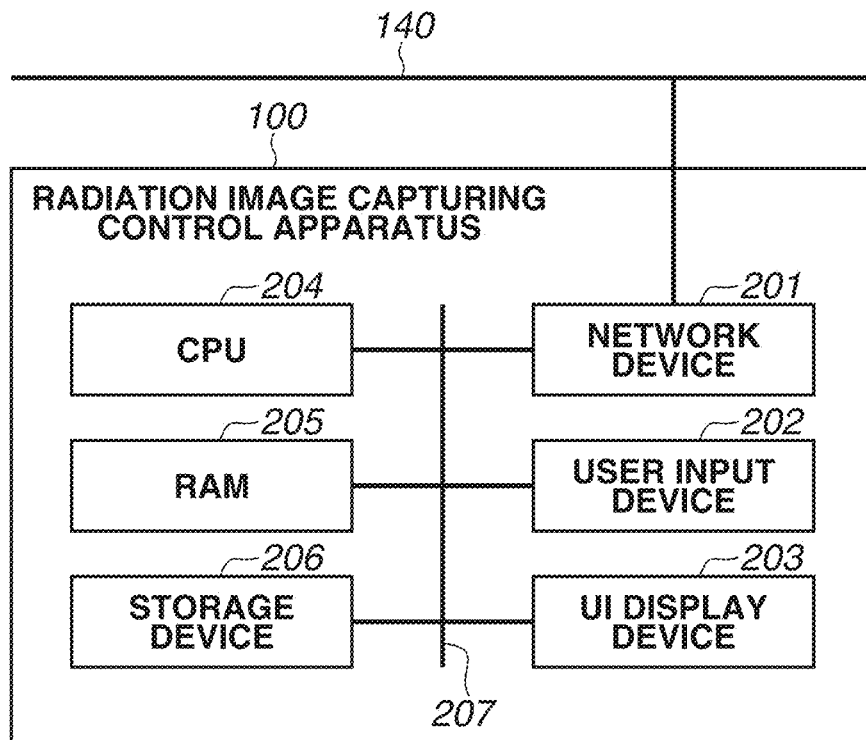 140
100
RADIATION IMAGE CAPTURING
CONTROL APPARATUS
204
CPU
201
NETWORK
DEVICE
205
RAM
202
USER INPUT
DEVICE
206
STORAGE
DEVICE
203
UI DISPLAY
DEVICE
207